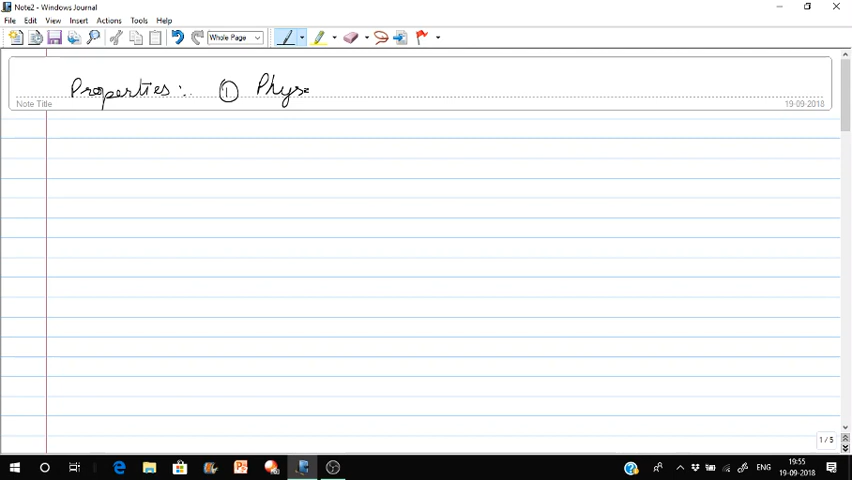 Note2 - Windows Journal
File Edit View Insert Actions Tools Help
Whole Page
Properties :. ① Phys
Note Title
19-09-2018
1 / 5
ENG
19:55
19-09-2018